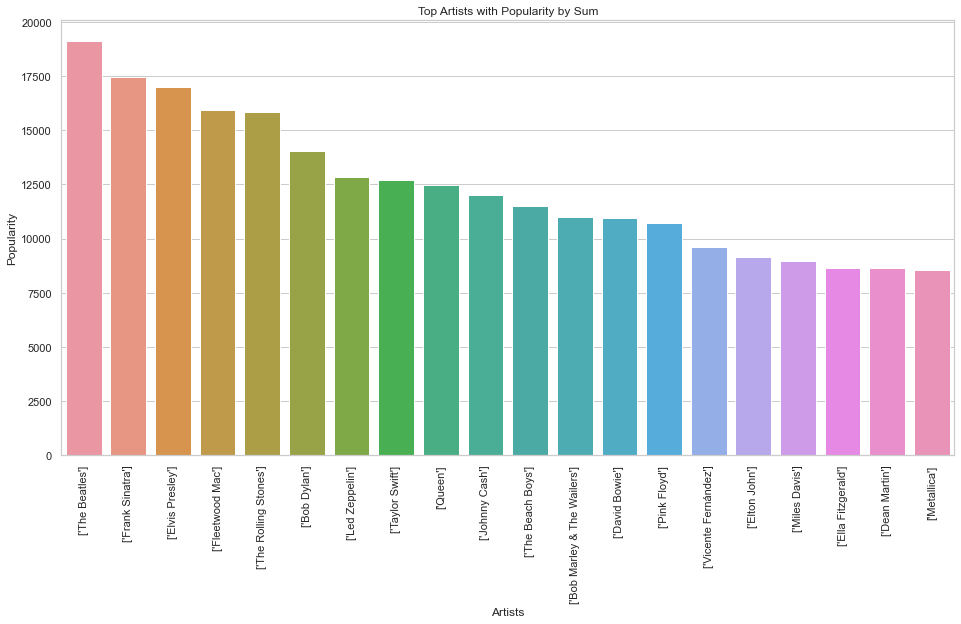 Top Artists with Popularity by Sum
20000
17500
15000
12500
10000
7500
5000
2500
0
Popularity
['The Beatles']
['Frank Sinatra']
['Elvis Presley']
['Fleetwood Mac']
['The Rolling Stones']
['Bob Dylan']
['Led Zeppelin']
['Taylor Swift']
['Queen']
['Johnny Cash']
['The Beach Boys']
['Bob Marley & The Wailers']
['David Bowie']
['Pink Floyd']
['Vicente Fernández']
['Elton John']
['Miles Davis']
['Ella Fitzgerald']
['Dean Martin']
['Metallica']
Artists